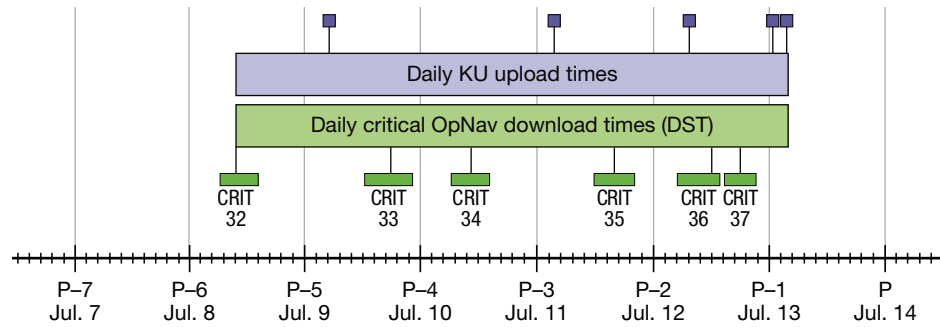 Daily KU upload times
Daily critical OpNav download times (DST)
CRIT
32
CRIT
33
CRIT
34
CRIT
35
CRIT
36
CRIT
37
P–7
Jul. 7
P–6
Jul. 8
P–5
Jul. 9
P–4
Jul. 10
P–3
Jul. 11
P–2
Jul. 12
P–1
Jul. 13
P
Jul. 14